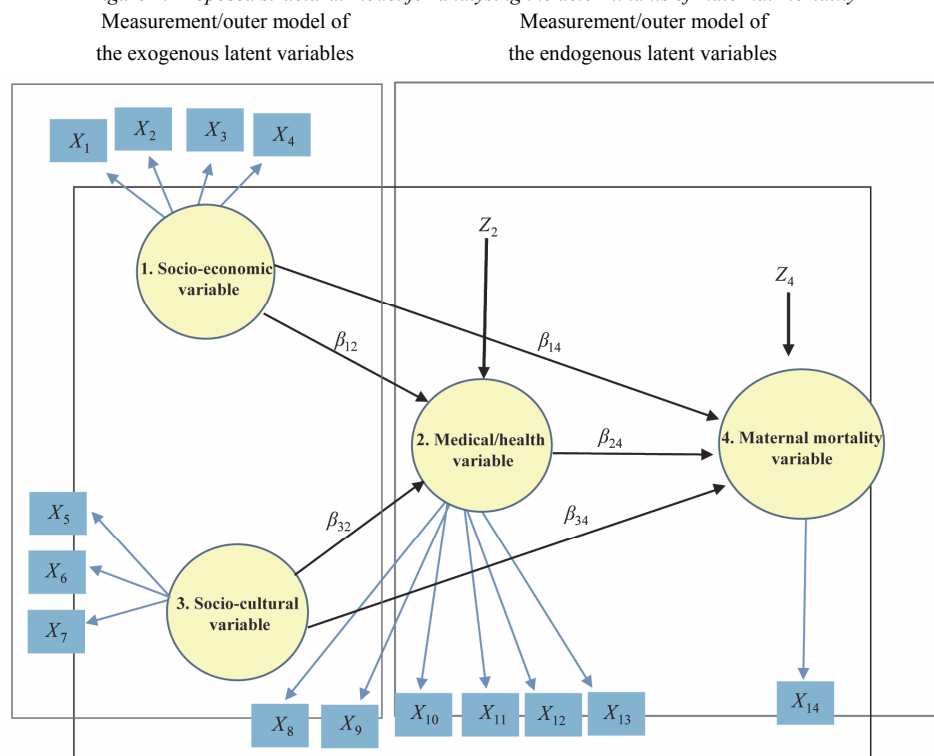 Measurement/outer model of
the exogenous latent variables
Measurement/outer model of
the endogenous latent variables
X1
X2
X3
X4
1. Socio-economic
variable
Z2
Z4
β12
β14
2. Medical/health
variable
β24
4. Maternal mortality
variable
X5
X6
X7
β32
β34
3. Socio-cultural
variable
X8
X9
X10
X11
X12
X13
X14